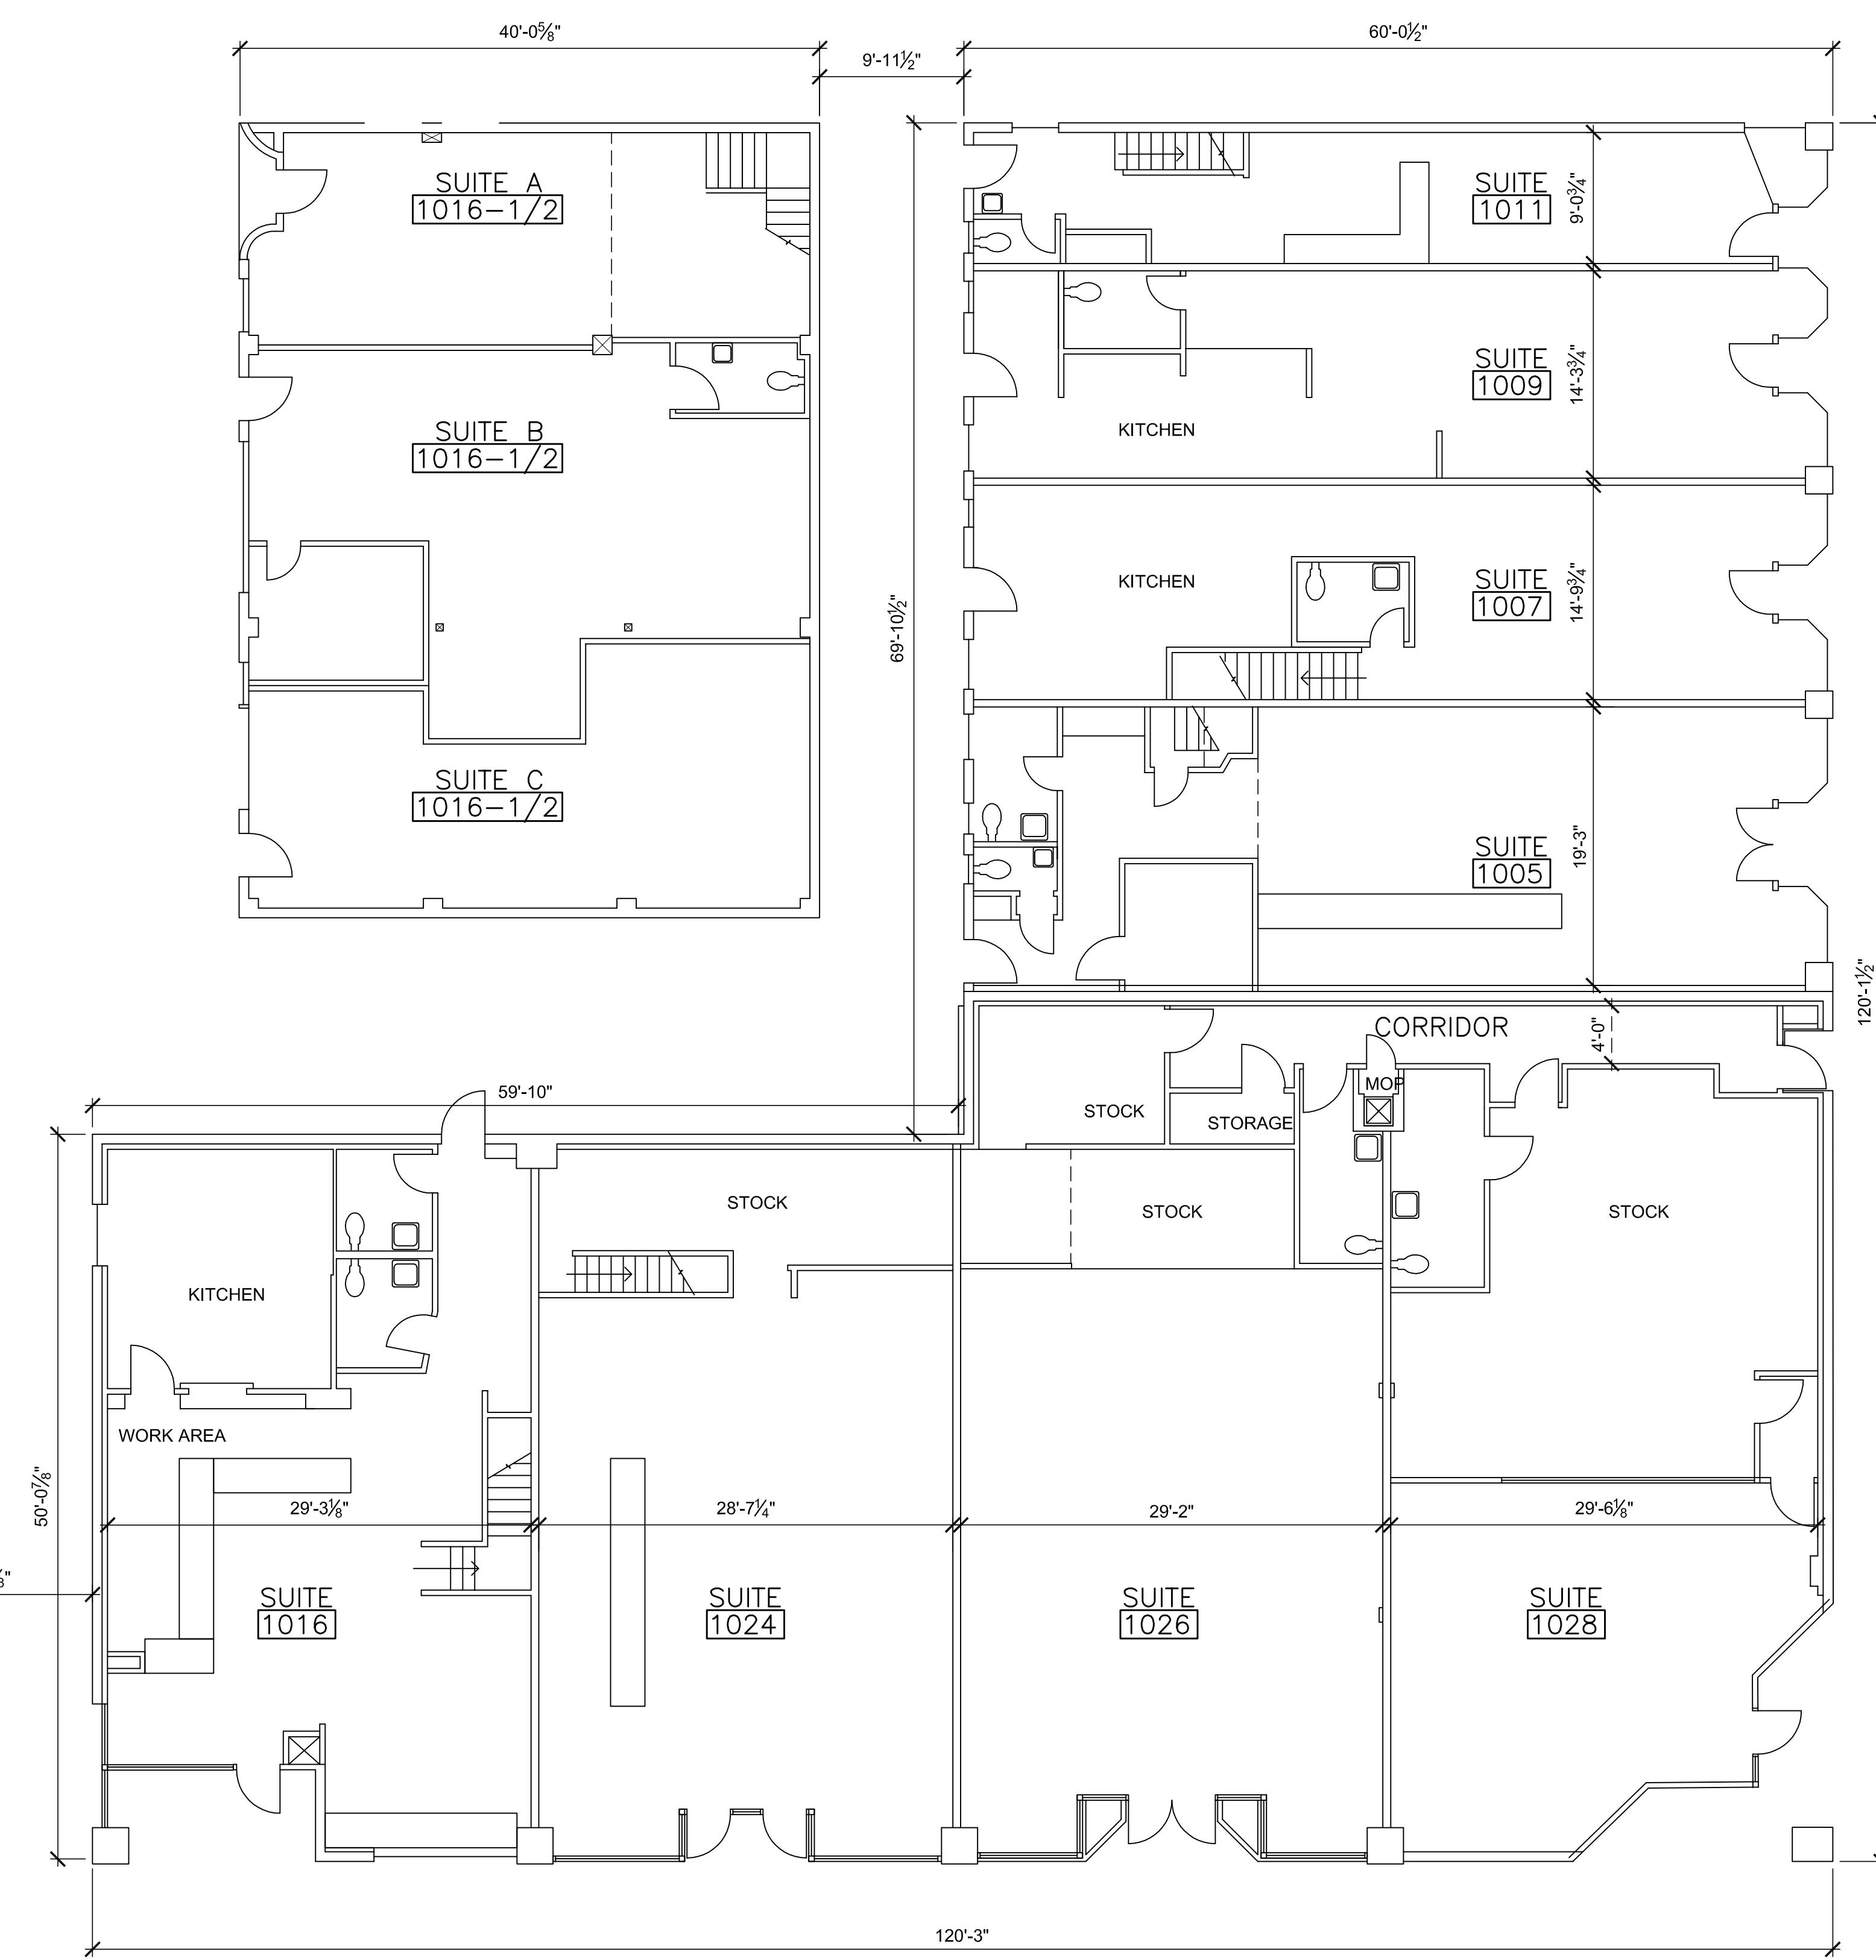 40'-0⅝"
60'-0½"
9'-11½"
SUITE A
1016-1/2
SUITE
1011
9'-0¾"
SUITE
1009
14'-3¾"
SUITE B
1016-1/2
KITCHEN
KITCHEN
SUITE
1007
14'-9¾"
69'-10½"
SUITE C
1016-1/2
SUITE
1005
19'-3"
120'-1½"
CORRIDOR
4'-0"
59'-10"
MOP
STOCK
STORAGE
STOCK
STOCK
STOCK
KITCHEN
WORK AREA
50'-0⅞"
29'-3⅛"
28'-7¼"
29'-2"
29'-6⅛"
SUITE
1016
SUITE
1024
SUITE
1026
SUITE
1028
120'-3"